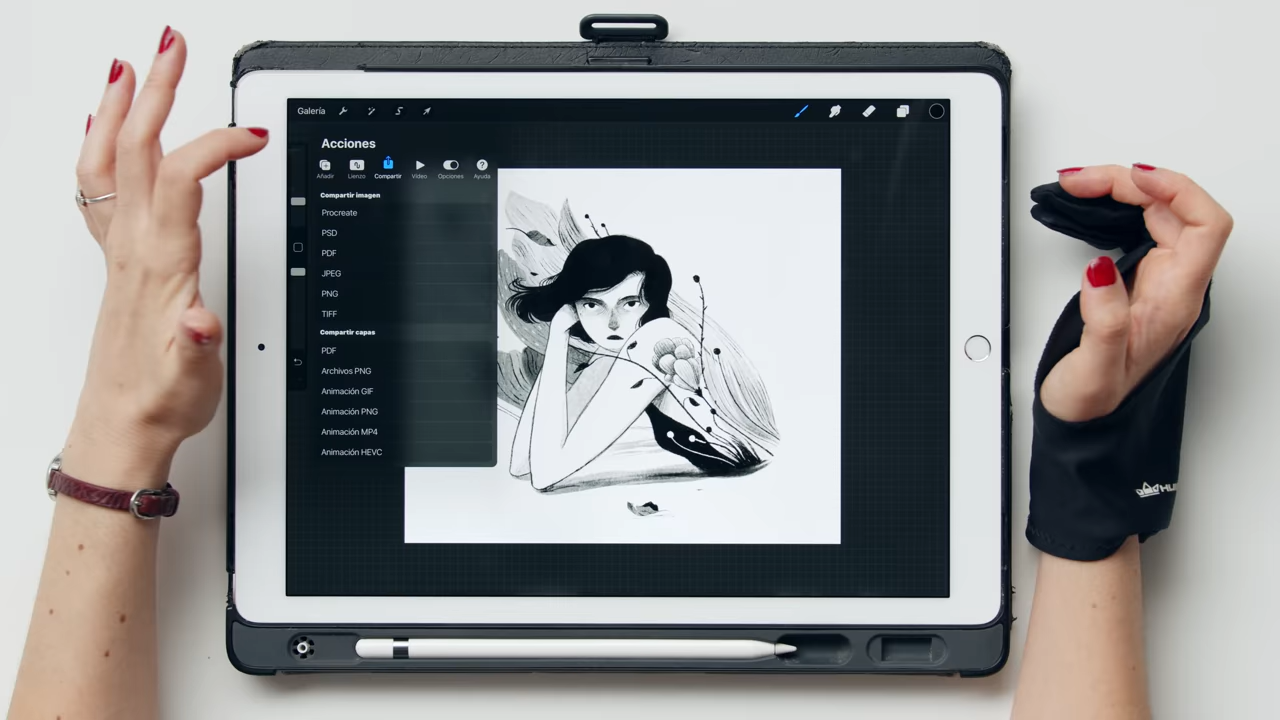 Galería
Acciones
Añadir Lienzo Compartir Vídeo Opciones Ayuda
Compartir imagen
Procreate
PSD
PDF
JPEG
PNG
TIFF
Compartir capas
PDF
Archivos PNG
Animación GIF
Animación PNG
Animación MP4
Animación HEVC